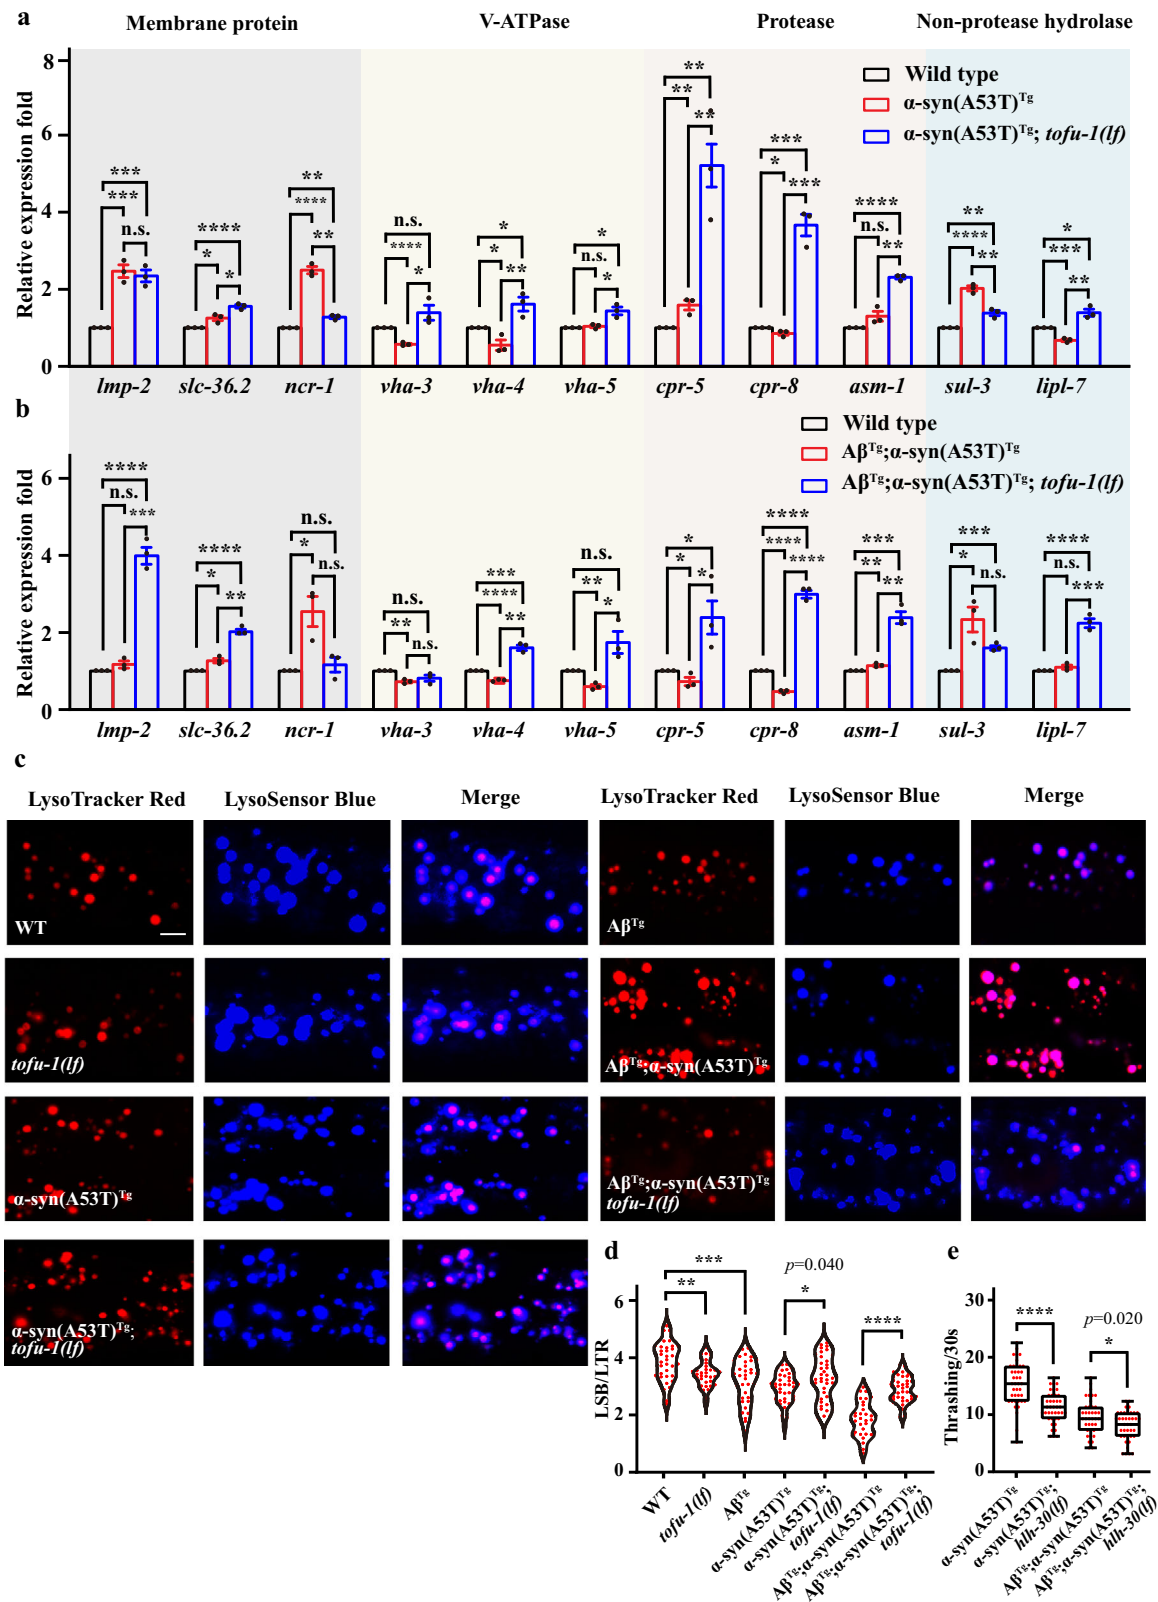 a
Membrane protein V-ATPase Protease Non-protease hydrolase
Relative expression fold
8
6
4
2
0
Wild type
α-syn(A53T)Tg
α-syn(A53T)Tg; tofu-1(lf)
*** *** n.s.
**** * *
** **** **
n.s. **** *
* * **
* n.s. *
** ** **
*** * ***
**** n.s. **
** **** **
* *** **
lmp-2 slc-36.2 ncr-1 vha-3 vha-4 vha-5 cpr-5 cpr-8 asm-1 sul-3 lipl-7
b
Relative expression fold
6
4
2
0
Wild type
AβTg;α-syn(A53T)Tg
AβTg;α-syn(A53T)Tg; tofu-1(lf)
**** n.s. ***
**** * **
n.s. * n.s.
n.s. ** n.s.
*** **** **
n.s. ** *
* * *
**** **** ****
*** ** **
*** * n.s.
**** n.s. ***
lmp-2 slc-36.2 ncr-1 vha-3 vha-4 vha-5 cpr-5 cpr-8 asm-1 sul-3 lipl-7
c
LysoTracker Red LysoSensor Blue Merge LysoTracker Red LysoSensor Blue Merge
WT
AβTg
tofu-1(lf)
AβTg;α-syn(A53T)Tg
α-syn(A53T)Tg
AβTg;α-syn(A53T)Tg
tofu-1(lf)
α-syn(A53T)Tg;
tofu-1(lf)
d
LSB/LTR
6
4
2
0
***
**
p=0.040
*
****
WT
tofu-1(lf)
AβTg
α-syn(A53T)Tg
α-syn(A53T)Tg;
tofu-1(lf)
AβTg;α-syn(A53T)Tg
AβTg;α-syn(A53T)Tg;
tofu-1(lf)
e
Thrashing/30s
30
20
10
0
****
p=0.020
*
α-syn(A53T)Tg
α-syn(A53T)Tg;
hlh-30(lf)
AβTg;α-syn(A53T)Tg
AβTg;α-syn(A53T)Tg;
hlh-30(lf)